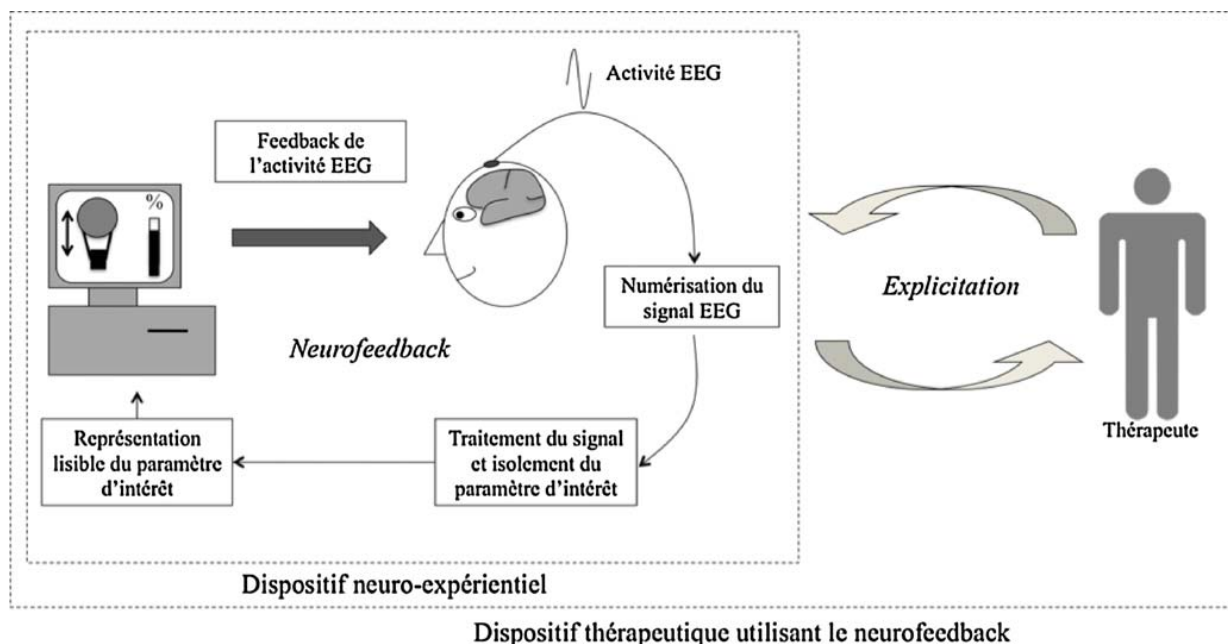 Activité EEG
Feedback de
l’activité EEG
%
Numérisation du
signal EEG
Explicitation
Neurofeedback
Thérapeute
Représentation
lisible du paramètre
d’intérêt
Traitement du signal
et isolement du
paramètre d’intérêt
Dispositif neuro-expérientiel
Dispositif thérapeutique utilisant le neurofeedback